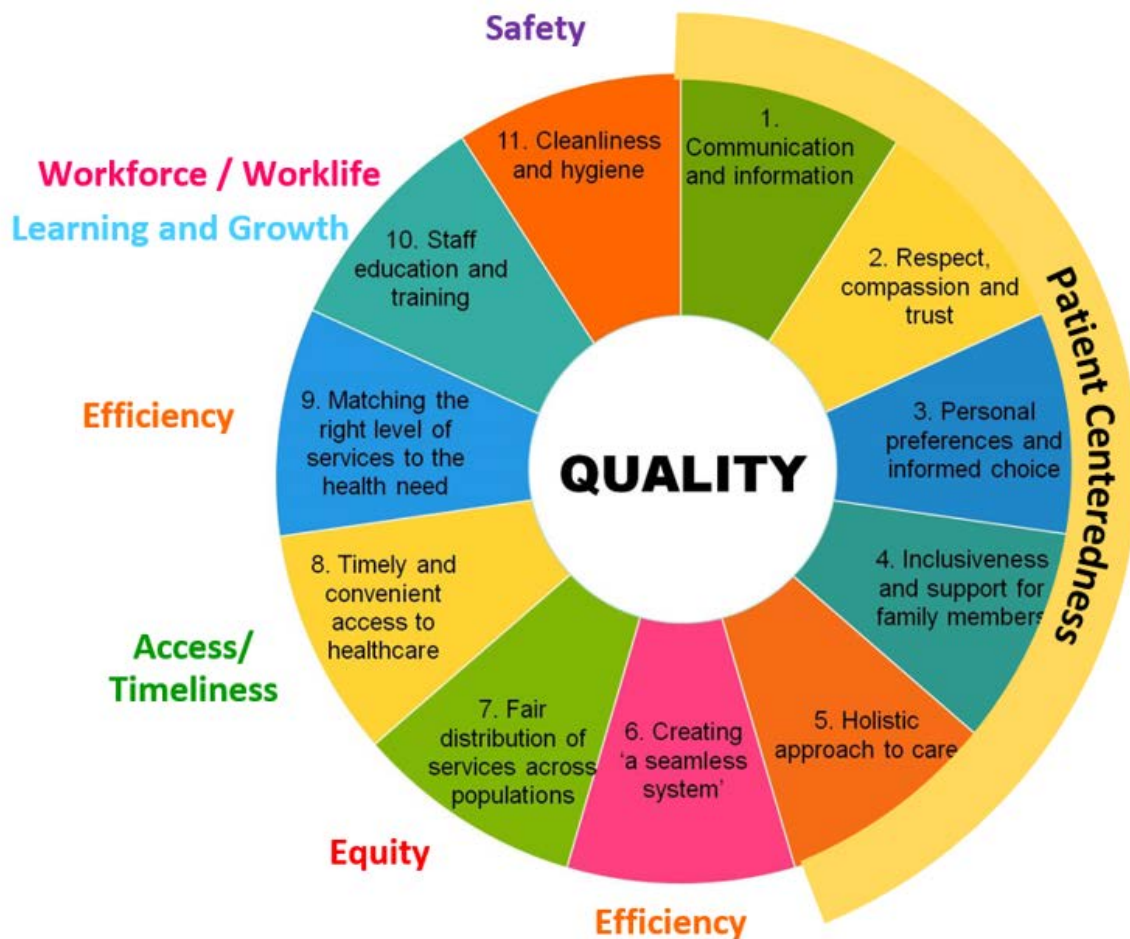 Safety
Workforce / Worklife
Learning and Growth
Efficiency
Access/
Timeliness
Equity
Efficiency
Patient Centeredness
QUALITY
1.
Communication
and information
2. Respect,
compassion and
trust
3. Personal
preferences and
informed choice
4. Inclusiveness
and support for
family members
5. Holistic
approach to care
6. Creating
‘a seamless
system’
7. Fair
distribution of
services across
populations
8. Timely and
convenient
access to
healthcare
9. Matching the
right level of
services to the
health need
10. Staff
education and
training
11. Cleanliness
and hygiene